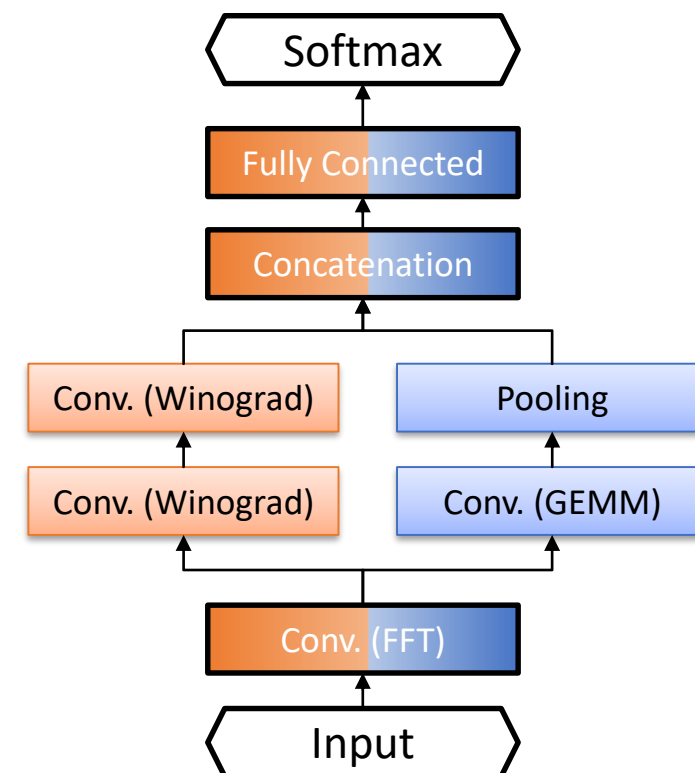 Softmax
Fully Connected
Concatenation
Conv. (Winograd)
Pooling
Conv. (Winograd)
Conv. (GEMM)
Conv. (FFT)
Input